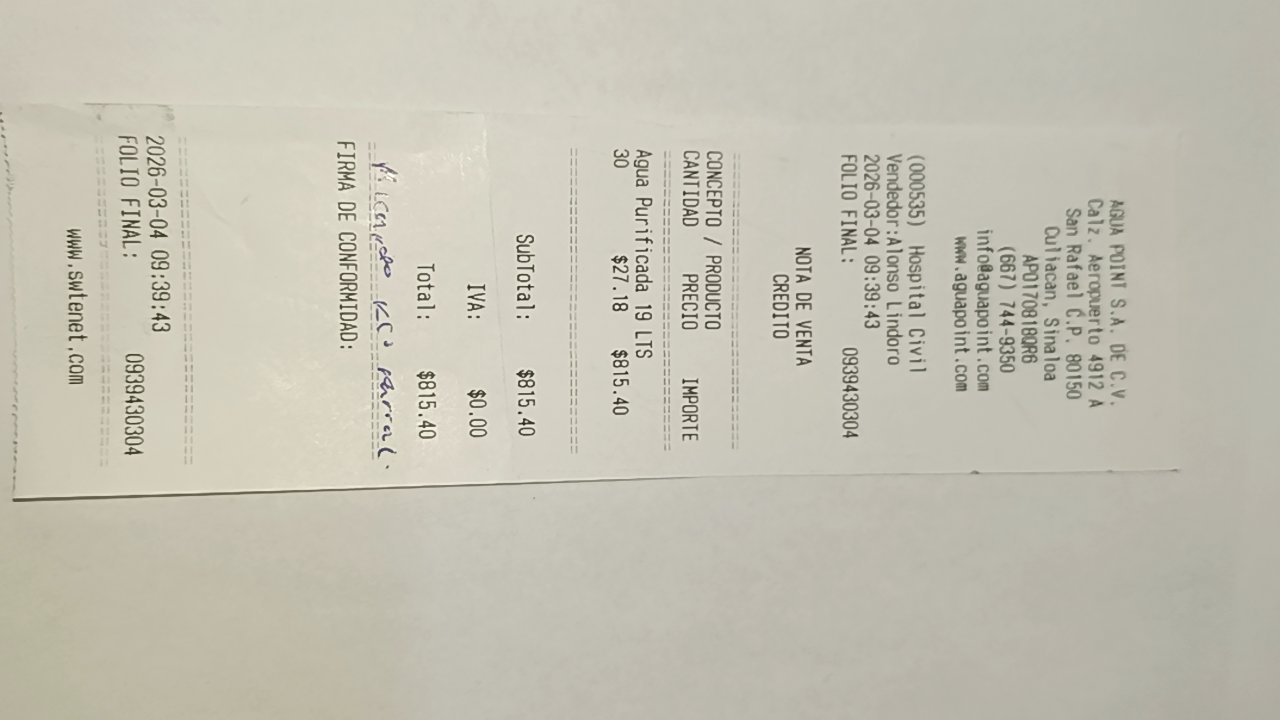 AGUA POINT S.A. DE C.V.
Calz. Aeropuerto 4912 A
San Rafael C.P. 80150
Culiacan, Sinaloa
APO170818QR6
(667) 744-9350
info@aguapoint.com
www.aguapoint.com
(000535) Hospital Civil
Vendedor:Alonso Lindoro
2026-03-04 09:39:43
FOLIO FINAL: 0939430304
NOTA DE VENTA
CREDITO
CONCEPTO / PRODUCTO
CANTIDAD PRECIO IMPORTE
Agua Purificada 19 LTS
30 $27.18 $815.40
SubTotal: $815.40
IVA: $0.00
Total: $815.40
FIRMA DE CONFORMIDAD:
2026-03-04 09:39:43
FOLIO FINAL: 0939430304
www.swtenet.com